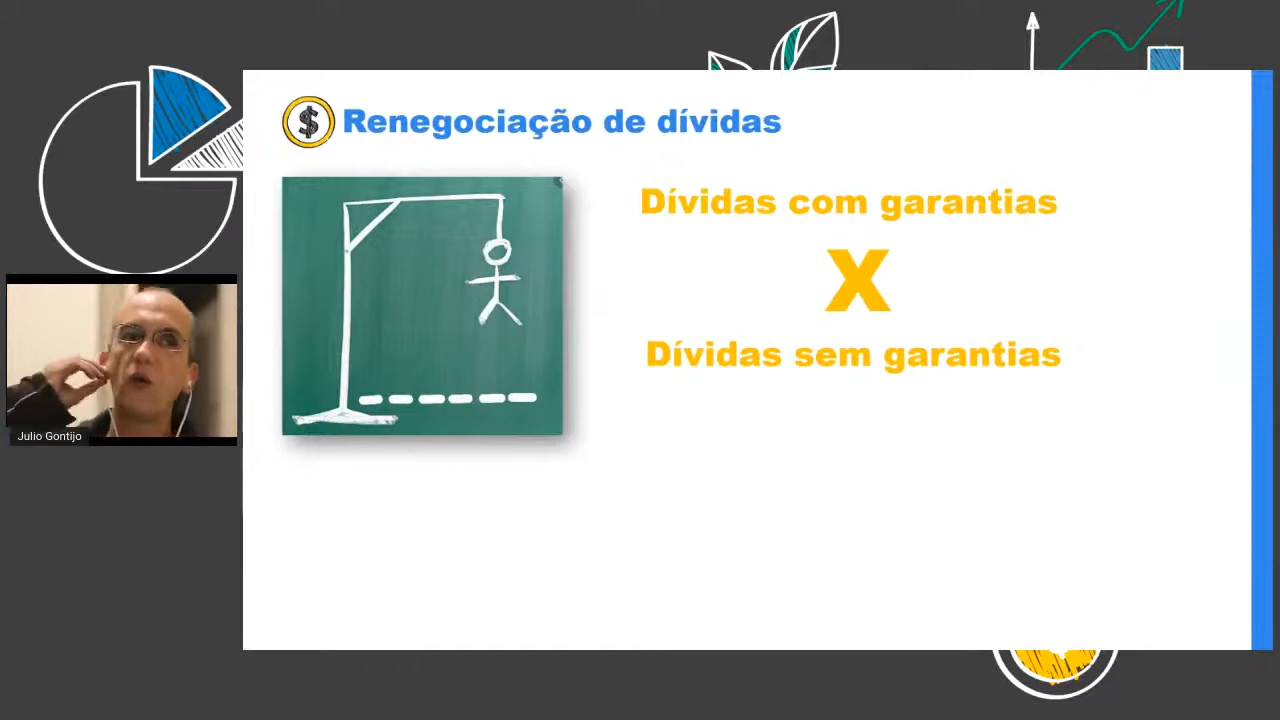 Renegociação de dívidas
Dívidas com garantias
X
Dívidas sem garantias
Julio Gontijo